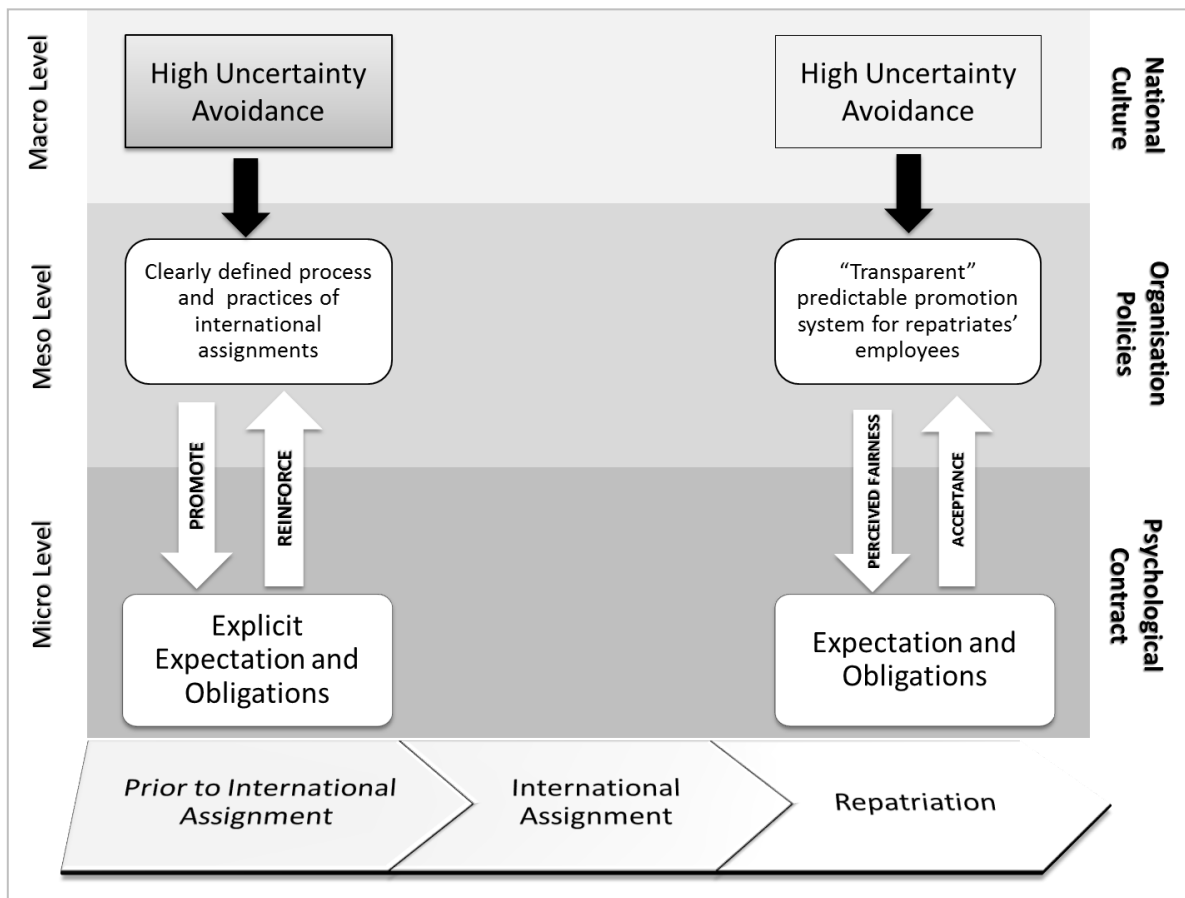 Macro Level
High Uncertainty
Avoidance
High Uncertainty
Avoidance
National
Culture
Meso Level
Clearly defined process
and practices of
international
assignments
“Transparent”
predictable promotion
system for repatriates’
employees
Organisation
Policies
PROMOTE
REINFORCE
PERCEIVED FAIRNESS
ACCEPTANCE
Micro Level
Explicit
Expectation and
Obligations
Expectation and
Obligations
Psychological
Contract
Prior to International
Assignment
International
Assignment
Repatriation